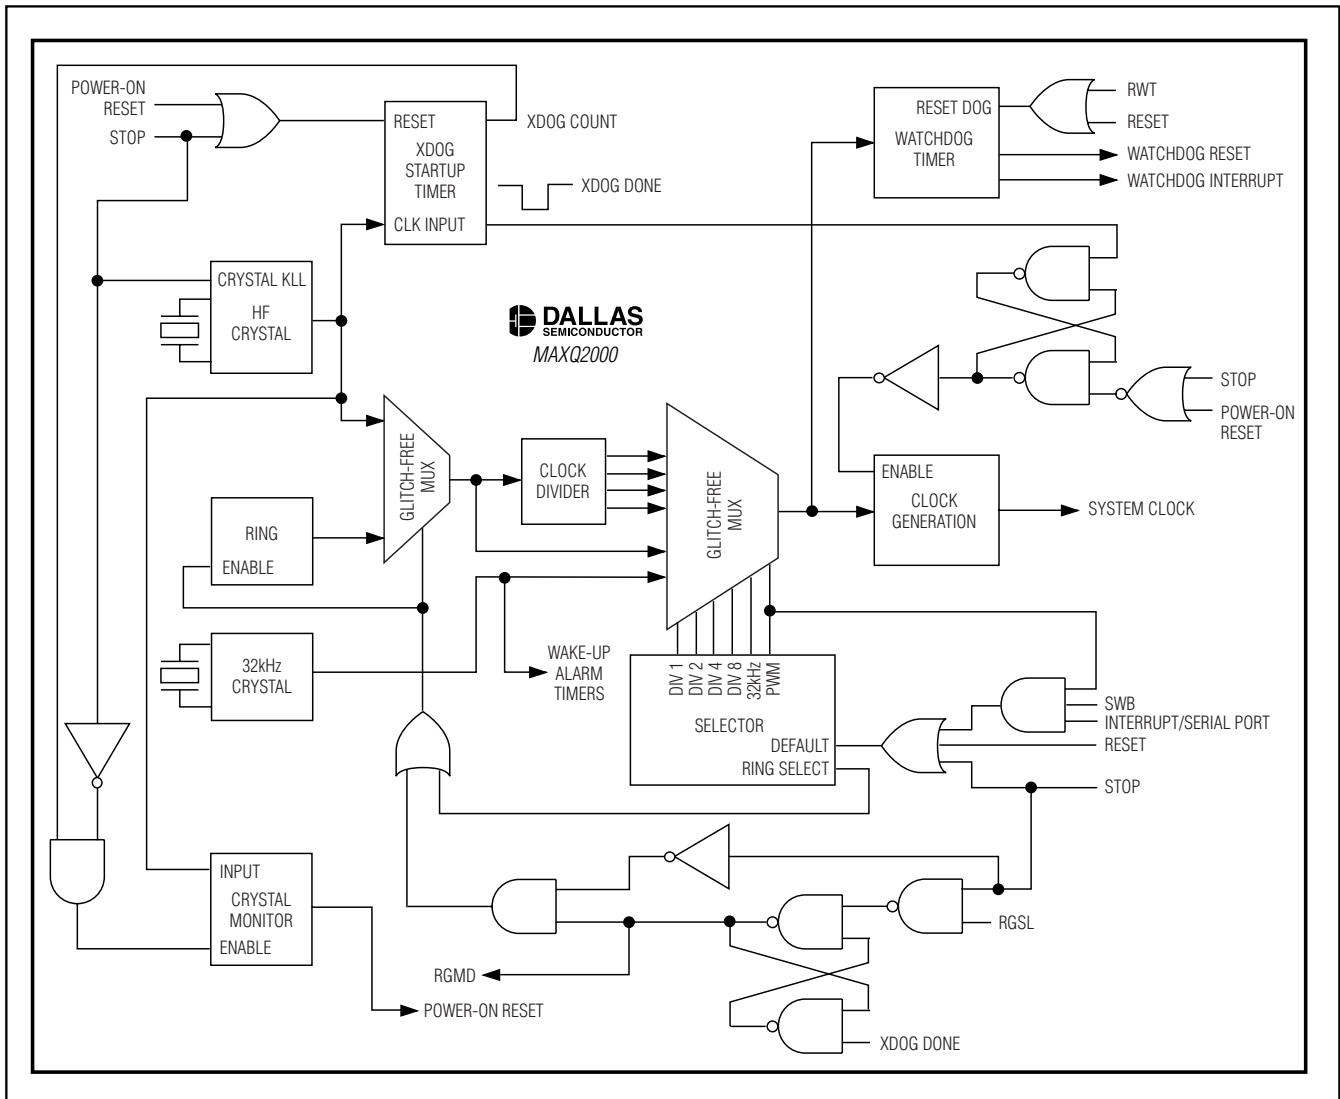 POWER-ON
RESET
STOP
RESET
XDOG
STARTUP
TIMER
CLK INPUT
XDOG COUNT
XDOG DONE
RESET DOG
WATCHDOG
TIMER
RWT
RESET
WATCHDOG RESET
WATCHDOG INTERRUPT
CRYSTAL KLL
HF
CRYSTAL
DALLAS
SEMICONDUCTOR
MAXQ2000
STOP
POWER-ON
RESET
GLITCH-FREE
MUX
CLOCK
DIVIDER
GLITCH-FREE
MUX
ENABLE
CLOCK
GENERATION
SYSTEM CLOCK
RING
ENABLE
32kHz
CRYSTAL
WAKE-UP
ALARM
TIMERS
DIV 1
DIV 2
DIV 4
DIV 8
32kHz
PWM
SELECTOR
DEFAULT
RING SELECT
SWB
INTERRUPT/SERIAL PORT
RESET
STOP
INPUT
CRYSTAL
MONITOR
ENABLE
RGSL
RGMD
POWER-ON RESET
XDOG DONE